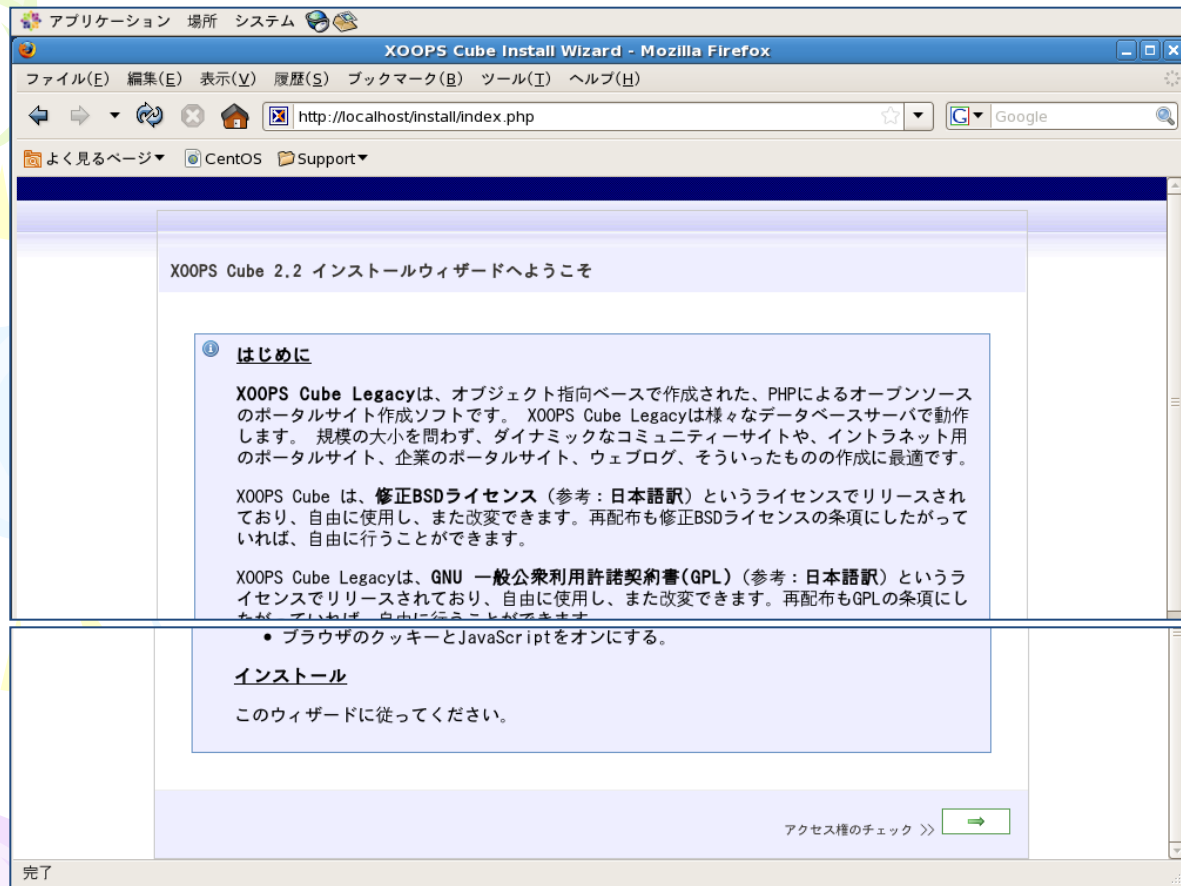 アプリケーション 場所 システム
XOOPS Cube Install Wizard - Mozilla Firefox
ファイル(F) 編集(E) 表示(V) 履歴(S) ブックマーク(B) ツール(T) ヘルプ(H)
http://localhost/install/index.php
G Google
よく見るページ CentOS Support
XOOPS Cube 2.2 インストールウィザードへようこそ
はじめに
XOOPS Cube Legacyは、オブジェクト指向ベースで作成された、PHPによるオープンソース
のポータルサイト作成ソフトです。 XOOPS Cube Legacyは様々なデータベースサーバで動作
します。 規模の大小を問わず、ダイナミックなコミュニティーサイトや、イントラネット用
のポータルサイト、企業のポータルサイト、ウェブログ、そういったものの作成に最適です。
XOOPS Cube は、修正BSDライセンス（参考：日本語訳）というライセンスでリリースされ
ており、自由に使用し、また改変できます。再配布も修正BSDライセンスの条項にしたがって
いれば、自由に行うことができます。
XOOPS Cube Legacyは、GNU 一般公衆利用許諾契約書(GPL)（参考：日本語訳）というラ
イセンスでリリースされており、自由に使用し、また改変できます。再配布もGPLの条項にし
たがっていれば、自由に行うことができます。
• ブラウザのクッキーとJavaScriptをオンにする。
インストール
このウィザードに従ってください。
アクセス権のチェック >>
完了